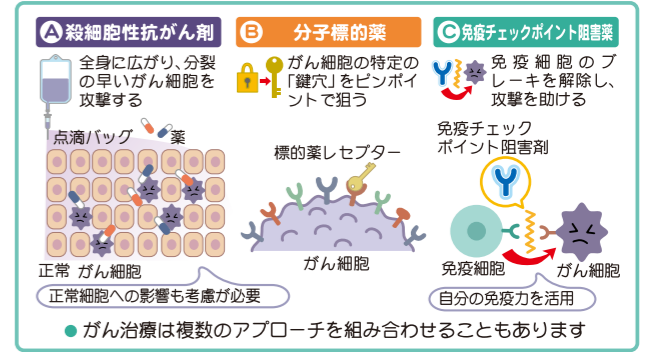 A 殺細胞性抗がん剤
全身に広がり、分裂
の早いがん細胞を
攻撃する
点滴バッグ
薬
正常
がん細胞
正常細胞への影響も考慮が必要
B 分子標的薬
がん細胞の特定の
「鍵穴」をピンポイ
ントで狙う
標的薬レセプター
がん細胞
C 免疫チェックポイント阻害薬
免疫細胞のブ
レーキを解除し、
攻撃を助ける
免疫チェック
ポイント阻害剤
免疫細胞
がん細胞
自分の免疫力を活用
● がん治療は複数のアプローチを組み合わせることもあります